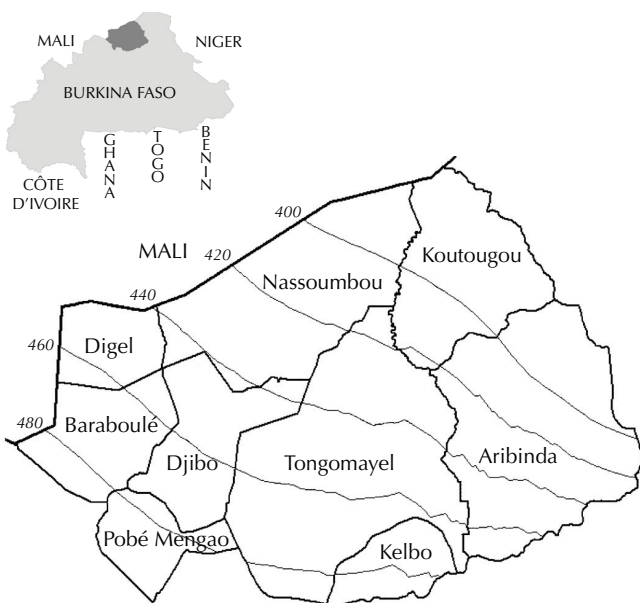 MALI
NIGER
BURKINA FASO
GHANA
TOGO
BENIN
CÔTE
D'IVOIRE
400
Koutougou
MALI
420
Nassoumbou
440
Digel
460
Baraboulé
480
Djibo
Tongomayel
Aribinda
Pobé Mengao
Kelbo